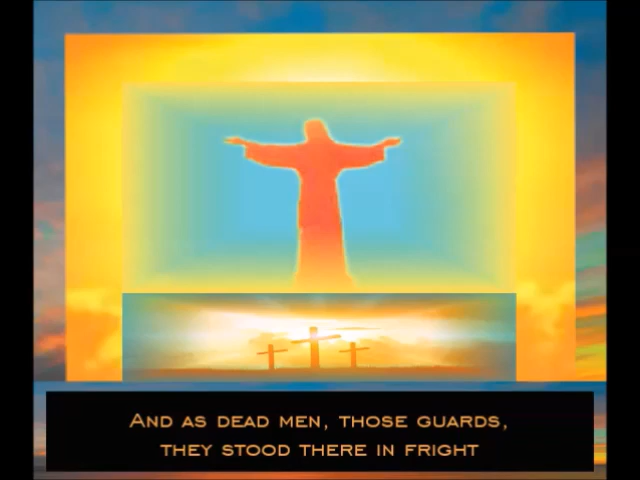 And as dead men, those guards,
they stood there in fright